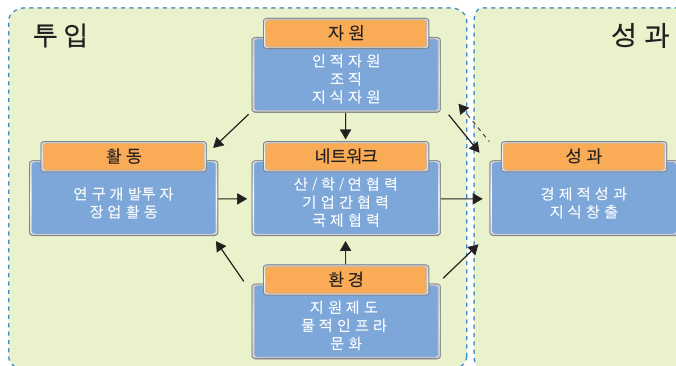 투입
성과
자원
인적자원
조직
지식자원
활동
연구개발투자
장업활동
네트워크
산/학/연협력
기업간협력
국제협력
성과
경제적성과
지식창출
환경
지원제도
물적인프라
문화